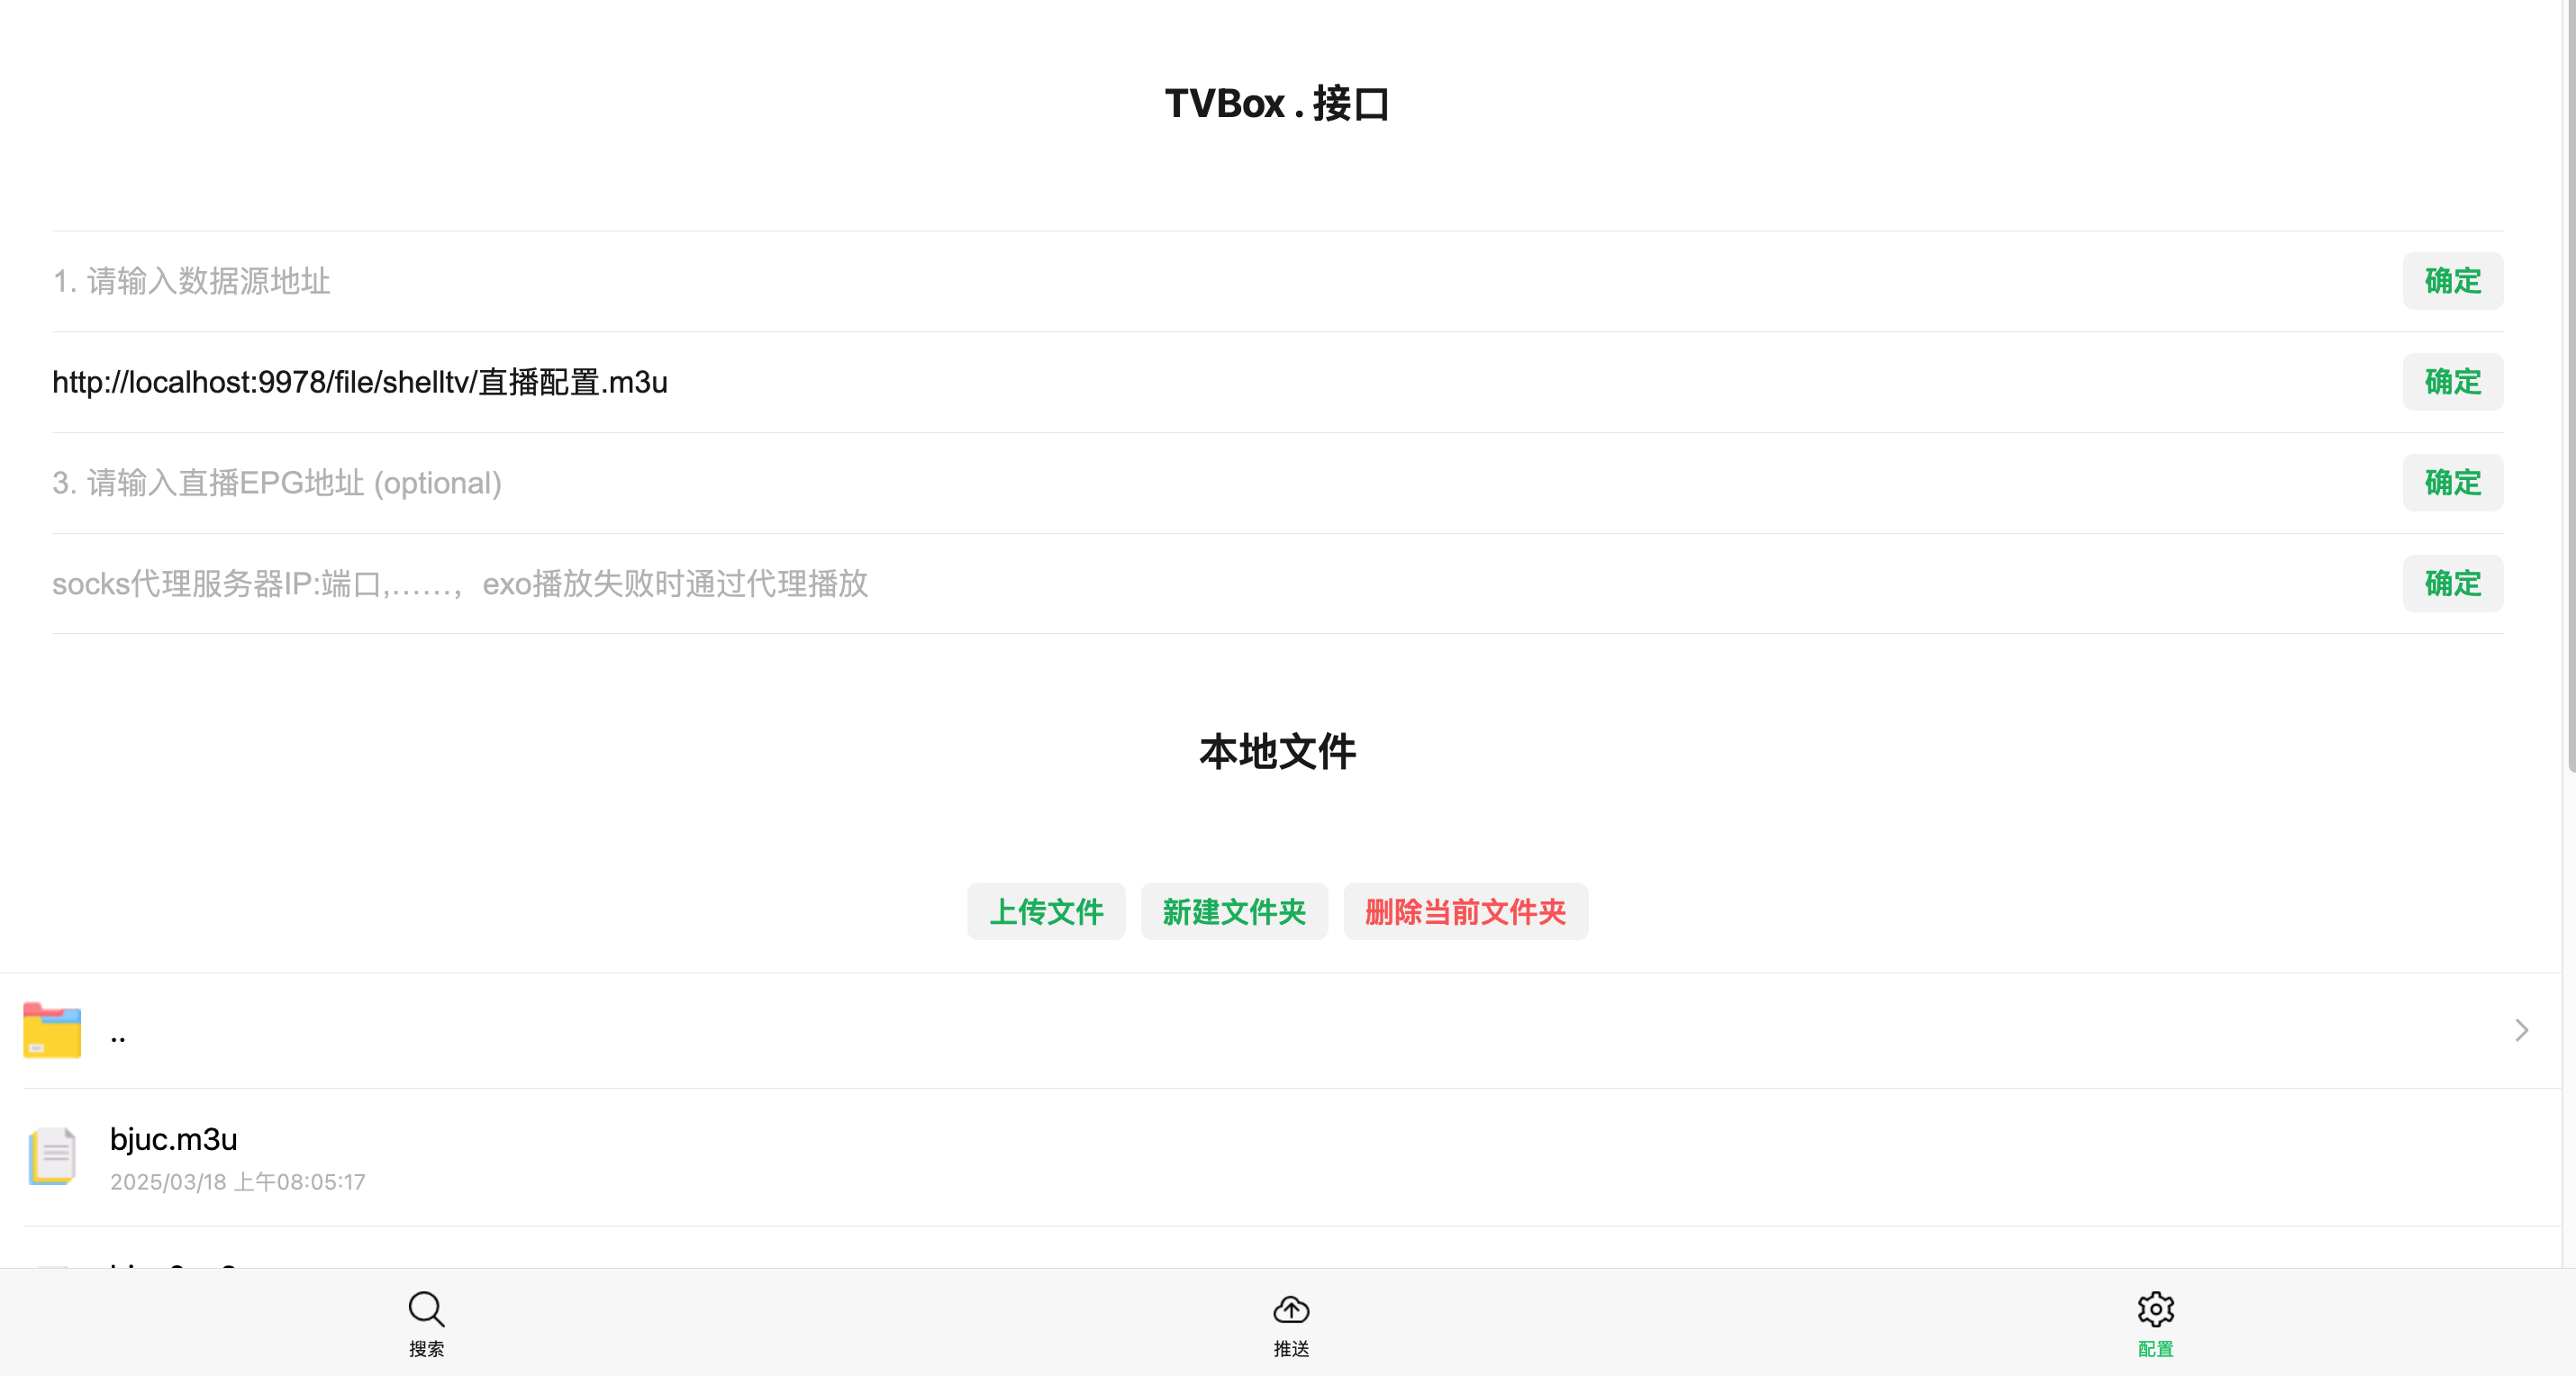 TVBox . 接口
1. 请输入数据源地址
确定
http://localhost:9978/file/shelltv/直播配置.m3u
确定
3. 请输入直播EPG地址 (optional)
确定
socks代理服务器IP:端口,……，exo播放失败时通过代理播放
确定
本地文件
上传文件 新建文件夹 删除当前文件夹
..
bjuc.m3u
2025/03/18 上午08:05:17
搜索 推送 配置